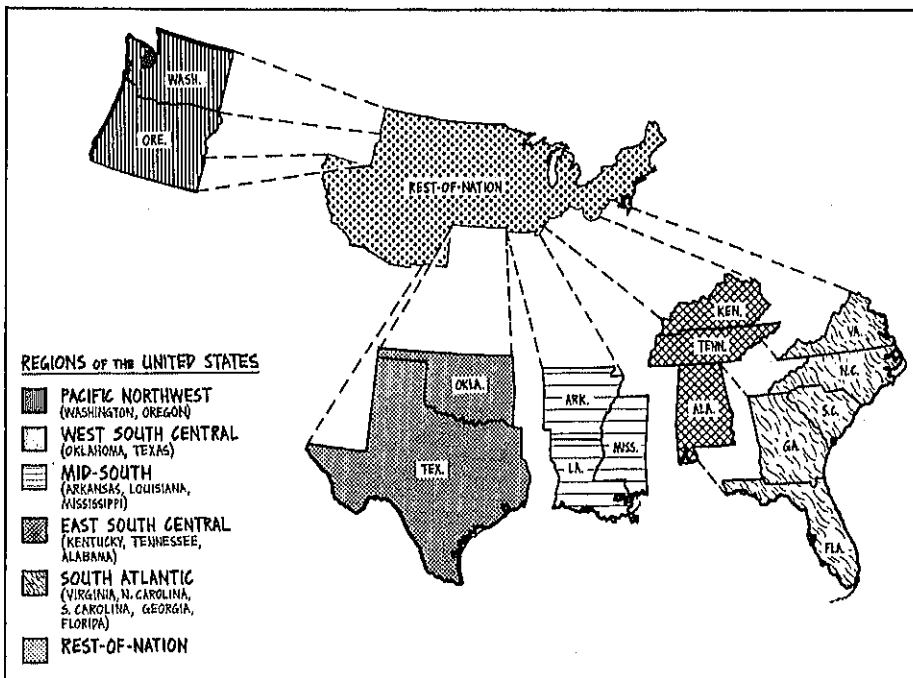 WASH.
ORE.
REST-OF-NATION
KEN.
TENN.
VA.
N.C.
S.C.
ALA.
GA.
FLA.
OKLA.
TEX.
ARK.
MISS.
LA.
REGIONS OF THE UNITED STATES
PACIFIC NORTHWEST
(WASHINGTON, OREGON)
WEST SOUTH CENTRAL
(OKLAHOMA, TEXAS)
MID-SOUTH
(ARKANSAS, LOUISIANA,
MISSISSIPPI)
EAST SOUTH CENTRAL
(KENTUCKY, TENNESSEE,
ALABAMA)
SOUTH ATLANTIC
(VIRGINIA, N. CAROLINA,
S. CAROLINA, GEORGIA,
FLORIDA)
REST-OF-NATION